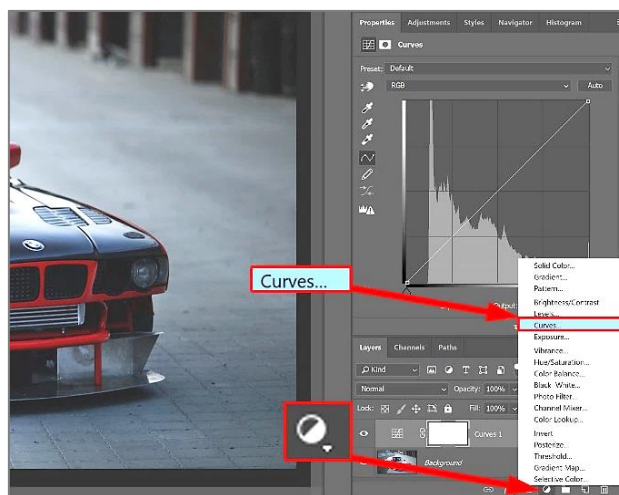 Properties Adjustments Styles Navigator Histogram
Curves
Preset: Default
RGB Auto
Curves...
Output:
Solid Color...
Gradient...
Pattern...
Brightness/Contrast
Levels...
Curves...
Exposure...
Vibrance...
Hue/Saturation...
Color Balance...
Black White...
Photo Filter...
Channel Mixer...
Color Lookup...
Invert
Posterize...
Threshold...
Gradient Map...
Selective Color...
Layers Channels Paths
Kind
Normal Opacity: 100%
Lock: Fill: 100%
Curves 1
Background